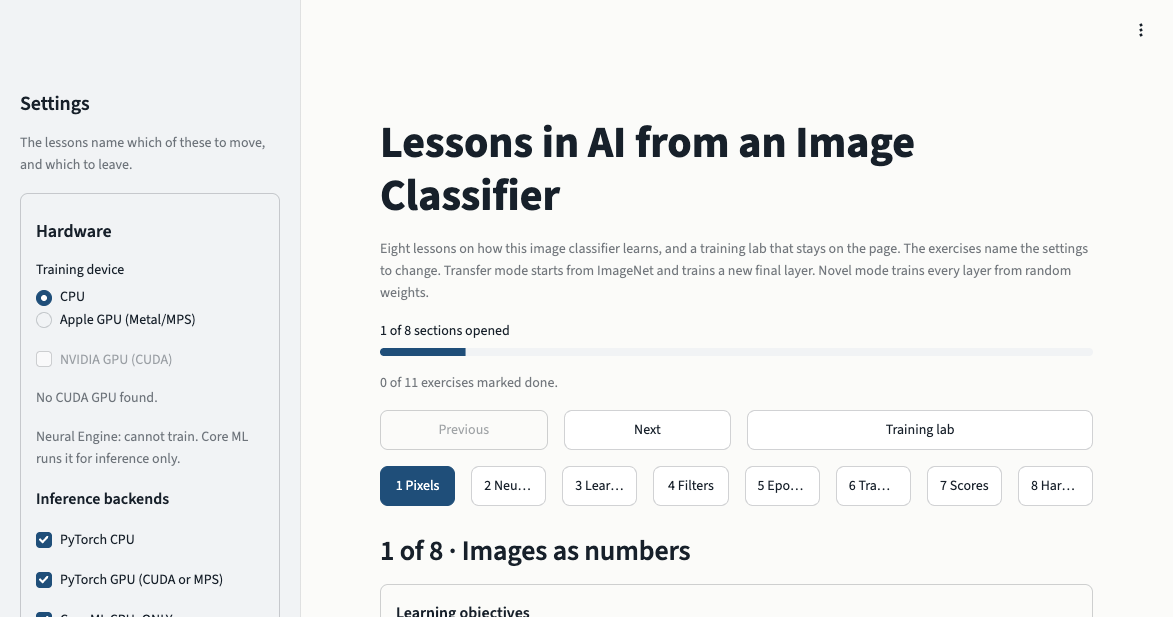 Settings
The lessons name which of these to move,
and which to leave.
Hardware
Training device
CPU
Apple GPU (Metal/MPS)
NVIDIA GPU (CUDA)
No CUDA GPU found.
Neural Engine: cannot train. Core ML
runs it for inference only.
Inference backends
PyTorch CPU
PyTorch GPU (CUDA or MPS)
Lessons in AI from an Image
Classifier
Eight lessons on how this image classifier learns, and a training lab that stays on the page. The exercises name the settings
to change. Transfer mode starts from ImageNet and trains a new final layer. Novel mode trains every layer from random
weights.
1 of 8 sections opened
0 of 11 exercises marked done.
Previous
Next
Training lab
1 Pixels
2 Neu…
3 Lear…
4 Filters
5 Epo…
6 Tra…
7 Scores
8 Har…
1 of 8 · Images as numbers
Learning objectives